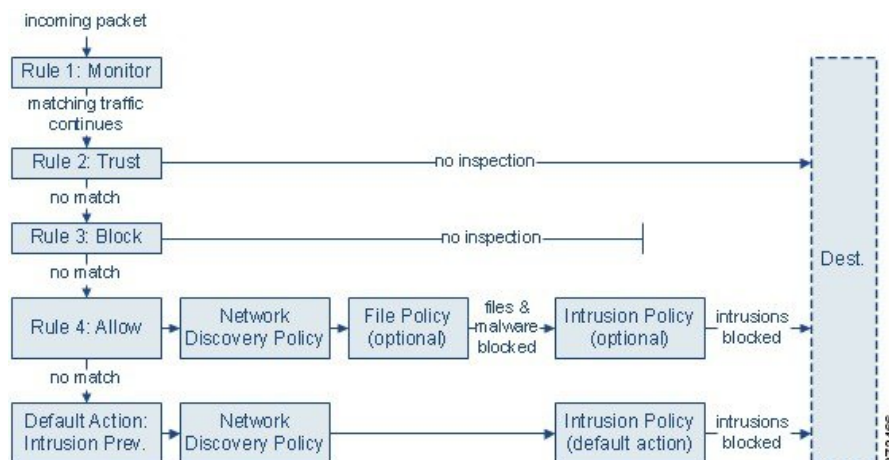 incoming packet
Rule 1: Monitor
matching traffic
continues
Rule 2: Trust
no inspection
no match
Rule 3: Block
no inspection
no match
Rule 4: Allow
Network
Discovery Policy
File Policy
(optional)
files &
malware
blocked
Intrusion Policy
(optional)
intrusions
blocked
Dest.
no match
Default Action:
Intrusion Prev.
Network
Discovery Policy
Intrusion Policy
(default action)
intrusions
blocked